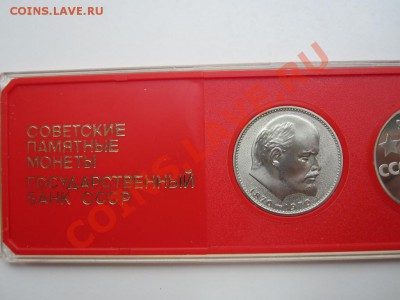 COINS.LAVE.RU
СОВЕТСКИЕ
ПАМЯТНЫЕ
МОНЕТЫ
ГОСУДАРСТВЕННЫЙ
БАНК СССР
1870–1970
COINS.LAVE.RU